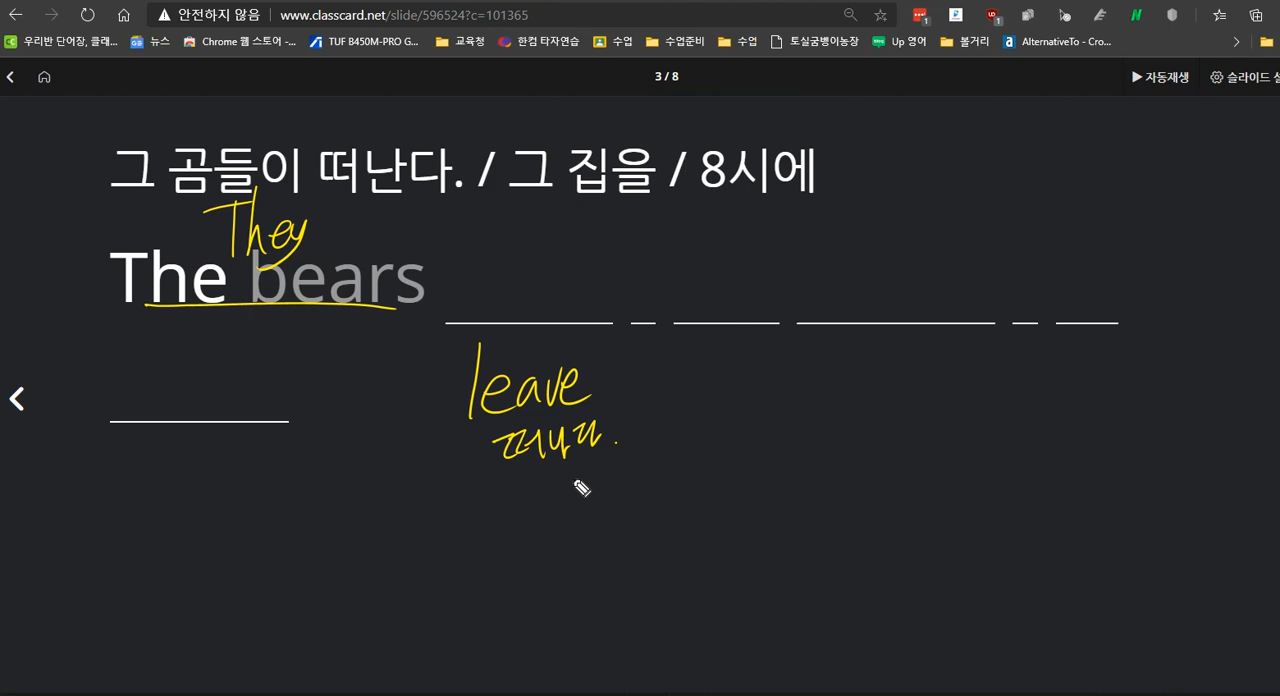 안전하지 않음 www.classcard.net/slide/596524?c=101365
우리반 단어장, 클래... 뉴스 Chrome 웹 스토어 -... TUF B450M-PRO G... 교육청 한컴 타자연습 수업 수업준비 수업 토실굼벵이농장 Up 영어 볼거리 AlternativeTo - Cro...
3 / 8 자동재생 슬라이드 설
그 곰들이 떠난다. / 그 집을 / 8시에
They
The bears
leave
떠나다.